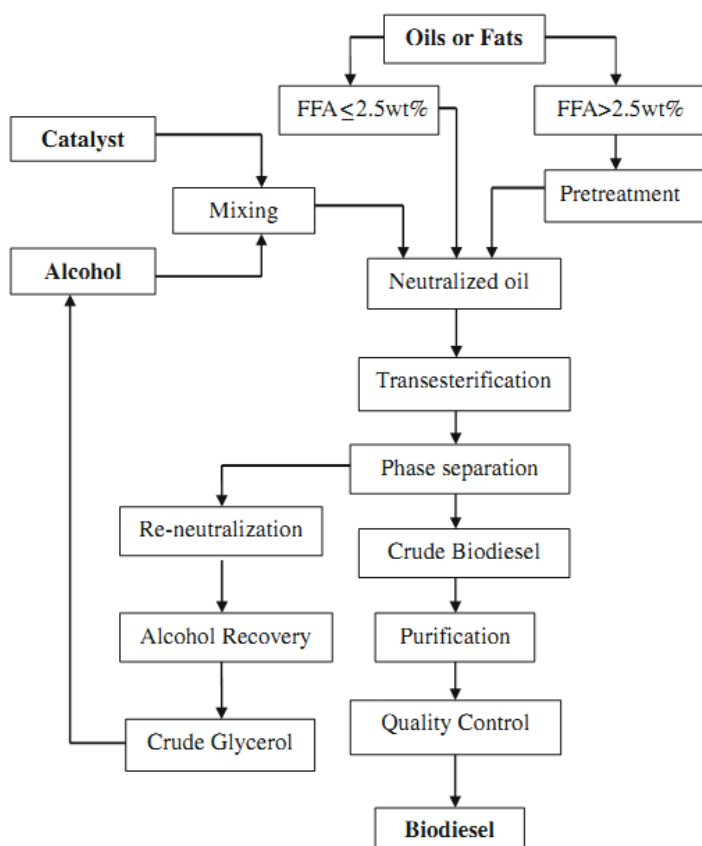 Oils or Fats
FFA≤2.5wt%
FFA>2.5wt%
Catalyst
Pretreatment
Mixing
Alcohol
Neutralized oil
Transesterification
Phase separation
Re-neutralization
Crude Biodiesel
Alcohol Recovery
Purification
Quality Control
Crude Glycerol
Biodiesel